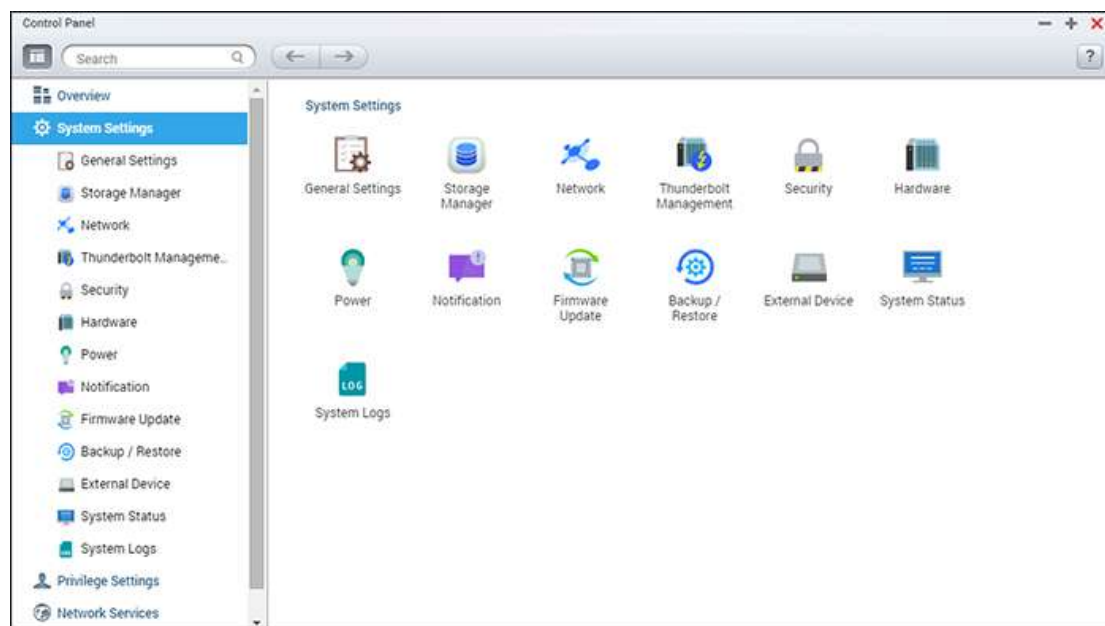 Control Panel
Search
?
Overview
System Settings
General Settings
Storage Manager
Network
Thunderbolt Manageme..
Security
Hardware
Power
Notification
Firmware Update
Backup / Restore
External Device
System Status
System Logs
Privilege Settings
Network Services
System Settings
General Settings
Storage
Manager
Network
Thunderbolt
Management
Security
Hardware
Power
Notification
Firmware
Update
Backup /
Restore
External Device
System Status
LOG
System Logs